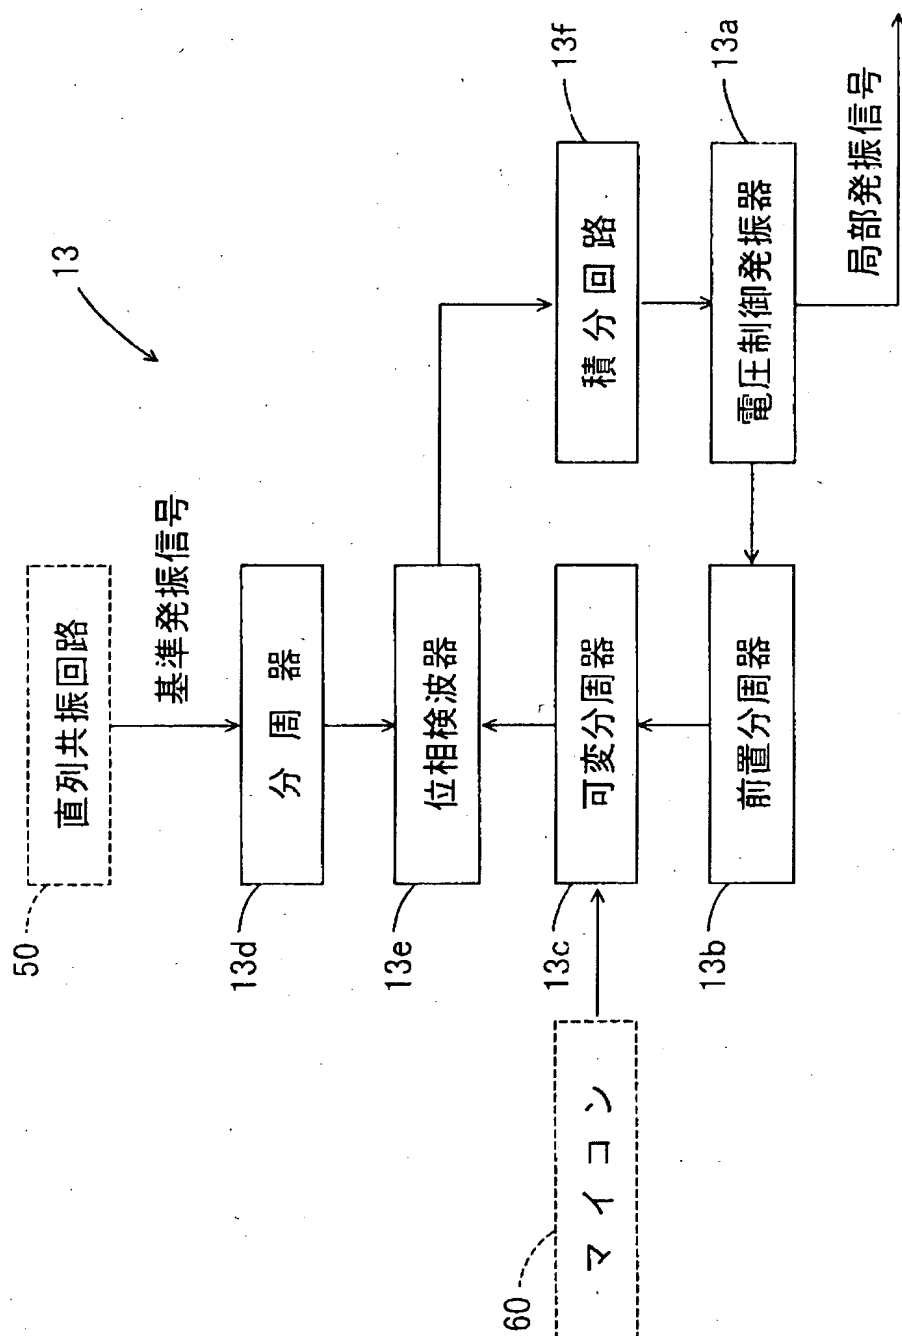 13
50
直列共振回路
基準発振信号
13d
分周器
13e
位相検波器
13f
積分回路
60
マイコン
13c
可変分周器
13a
電圧制御発振器
13b
前置分周器
局部発振信号